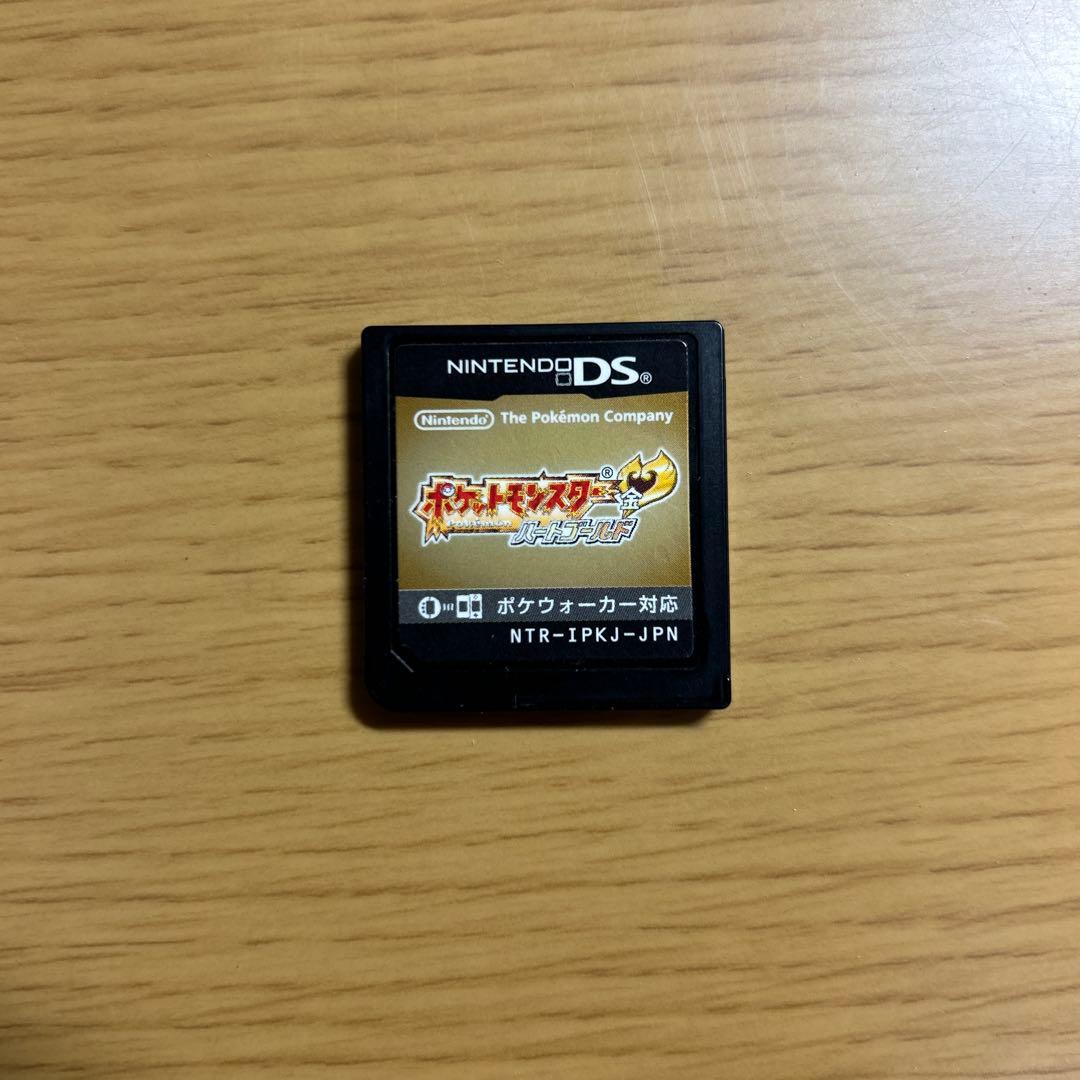 NINTENDO DS®
Nintendo® The Pokémon Company
ポケットモンスター®
Pokémon
金
ハートゴールド
ポケウォーカー対応
NTR-IPKJ-JPN